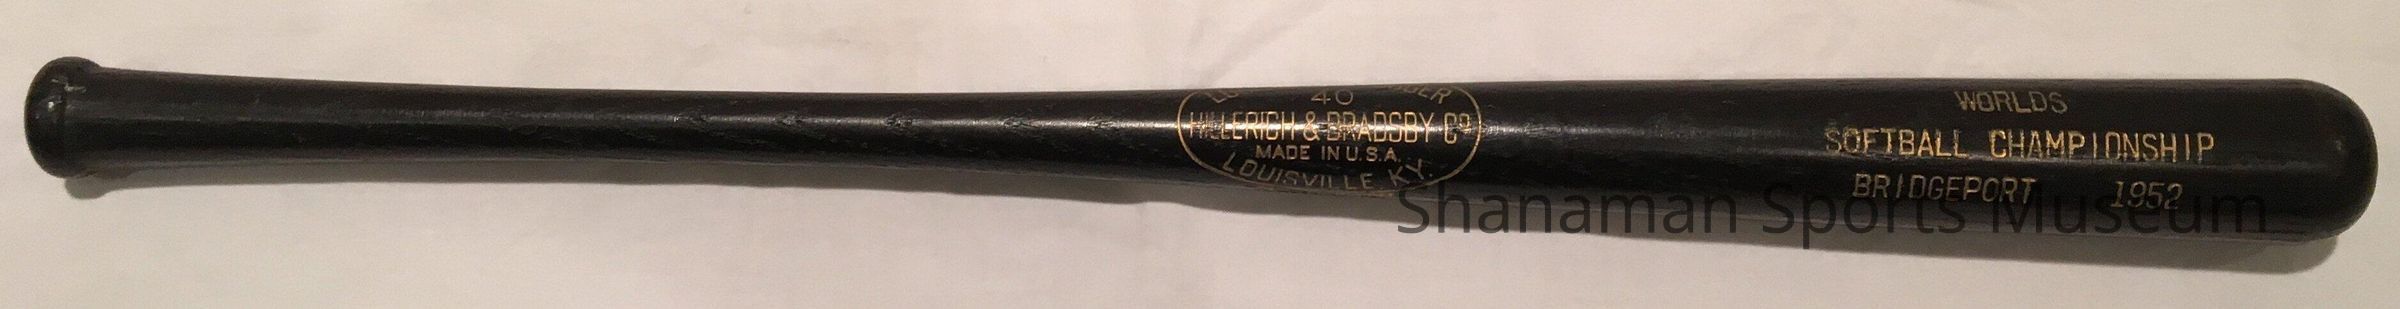 40
HILLERICH & BRADSBY Cº
MADE IN U.S.A.
LOUISVILLE, KY.
WORLDS
SOFTBALL CHAMPIONSHIP
BRIDGEPORT 1952
Shanaman Sports Museum